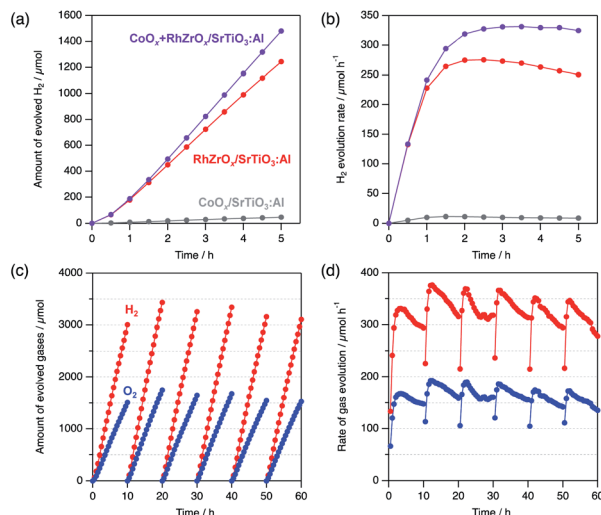 (a)
1600
1400
1200
1000
800
600
400
200
0
Amount of evolved H₂ / μmol
CoOₓ+RhZrOₓ/SrTiO₃:Al
RhZrOₓ/SrTiO₃:Al
CoOₓ/SrTiO₃:Al
0 1 2 3 4 5
Time / h
(b)
400
350
300
250
200
150
100
50
0
H₂ evolution rate / μmol h⁻¹
0 1 2 3 4 5
Time / h
(c)
4000
3000
2000
1000
0
Amount of evolved gases / μmol
H₂
O₂
0 10 20 30 40 50 60
Time / h
(d)
400
300
200
100
0
Rate of gas evolution / μmol h⁻¹
0 10 20 30 40 50 60
Time / h